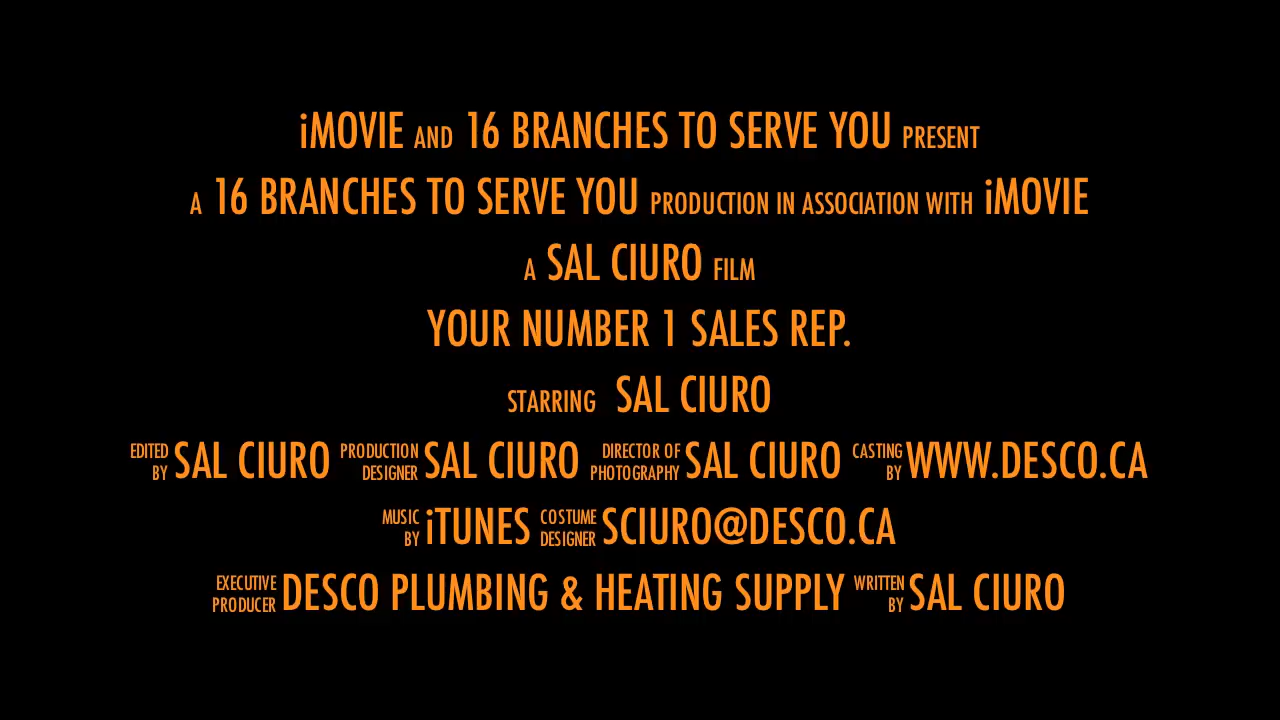 iMOVIE AND 16 BRANCHES TO SERVE YOU PRESENT
A 16 BRANCHES TO SERVE YOU PRODUCTION IN ASSOCIATION WITH iMOVIE
A SAL CIURO FILM
YOUR NUMBER 1 SALES REP.
STARRING SAL CIURO
EDITED BY SAL CIURO PRODUCTION DESIGNER SAL CIURO DIRECTOR OF PHOTOGRAPHY SAL CIURO CASTING BY WWW.DESCO.CA
MUSIC BY iTUNES COSTUME DESIGNER SCIURO@DESCO.CA
EXECUTIVE PRODUCER DESCO PLUMBING & HEATING SUPPLY WRITTEN BY SAL CIURO